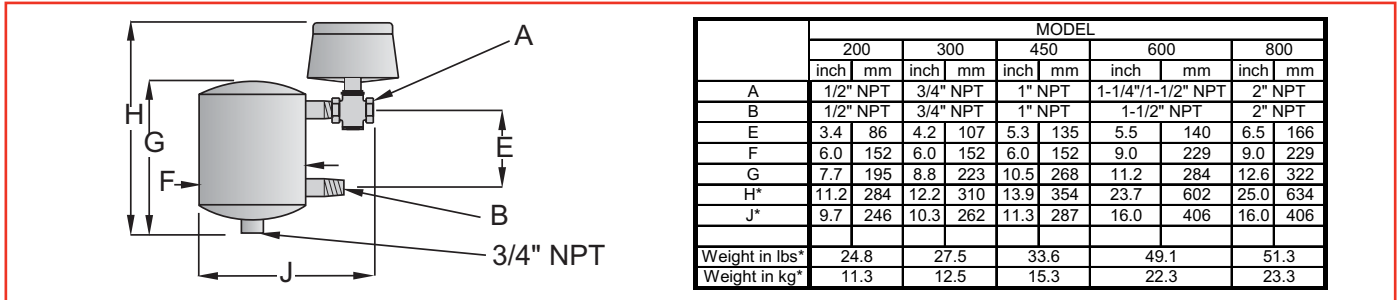 A
H
G
E
F
B
3/4" NPT
J
MODEL
200 300 450 600 800
inch mm inch mm inch mm inch mm inch mm
A 1/2" NPT 3/4" NPT 1" NPT 1-1/4"/1-1/2" NPT 2" NPT
B 1/2" NPT 3/4" NPT 1" NPT 1-1/2" NPT 2" NPT
E 3.4 86 4.2 107 5.3 135 5.5 140 6.5 166
F 6.0 152 6.0 152 6.0 152 9.0 229 9.0 229
G 7.7 195 8.8 223 10.5 268 11.2 284 12.6 322
H* 11.2 284 12.2 310 13.9 354 23.7 602 25.0 634
J* 9.7 246 10.3 262 11.3 287 16.0 406 16.0 406
Weight in lbs* 24.8 27.5 33.6 49.1 51.3
Weight in kg* 11.3 12.5 15.3 22.3 23.3